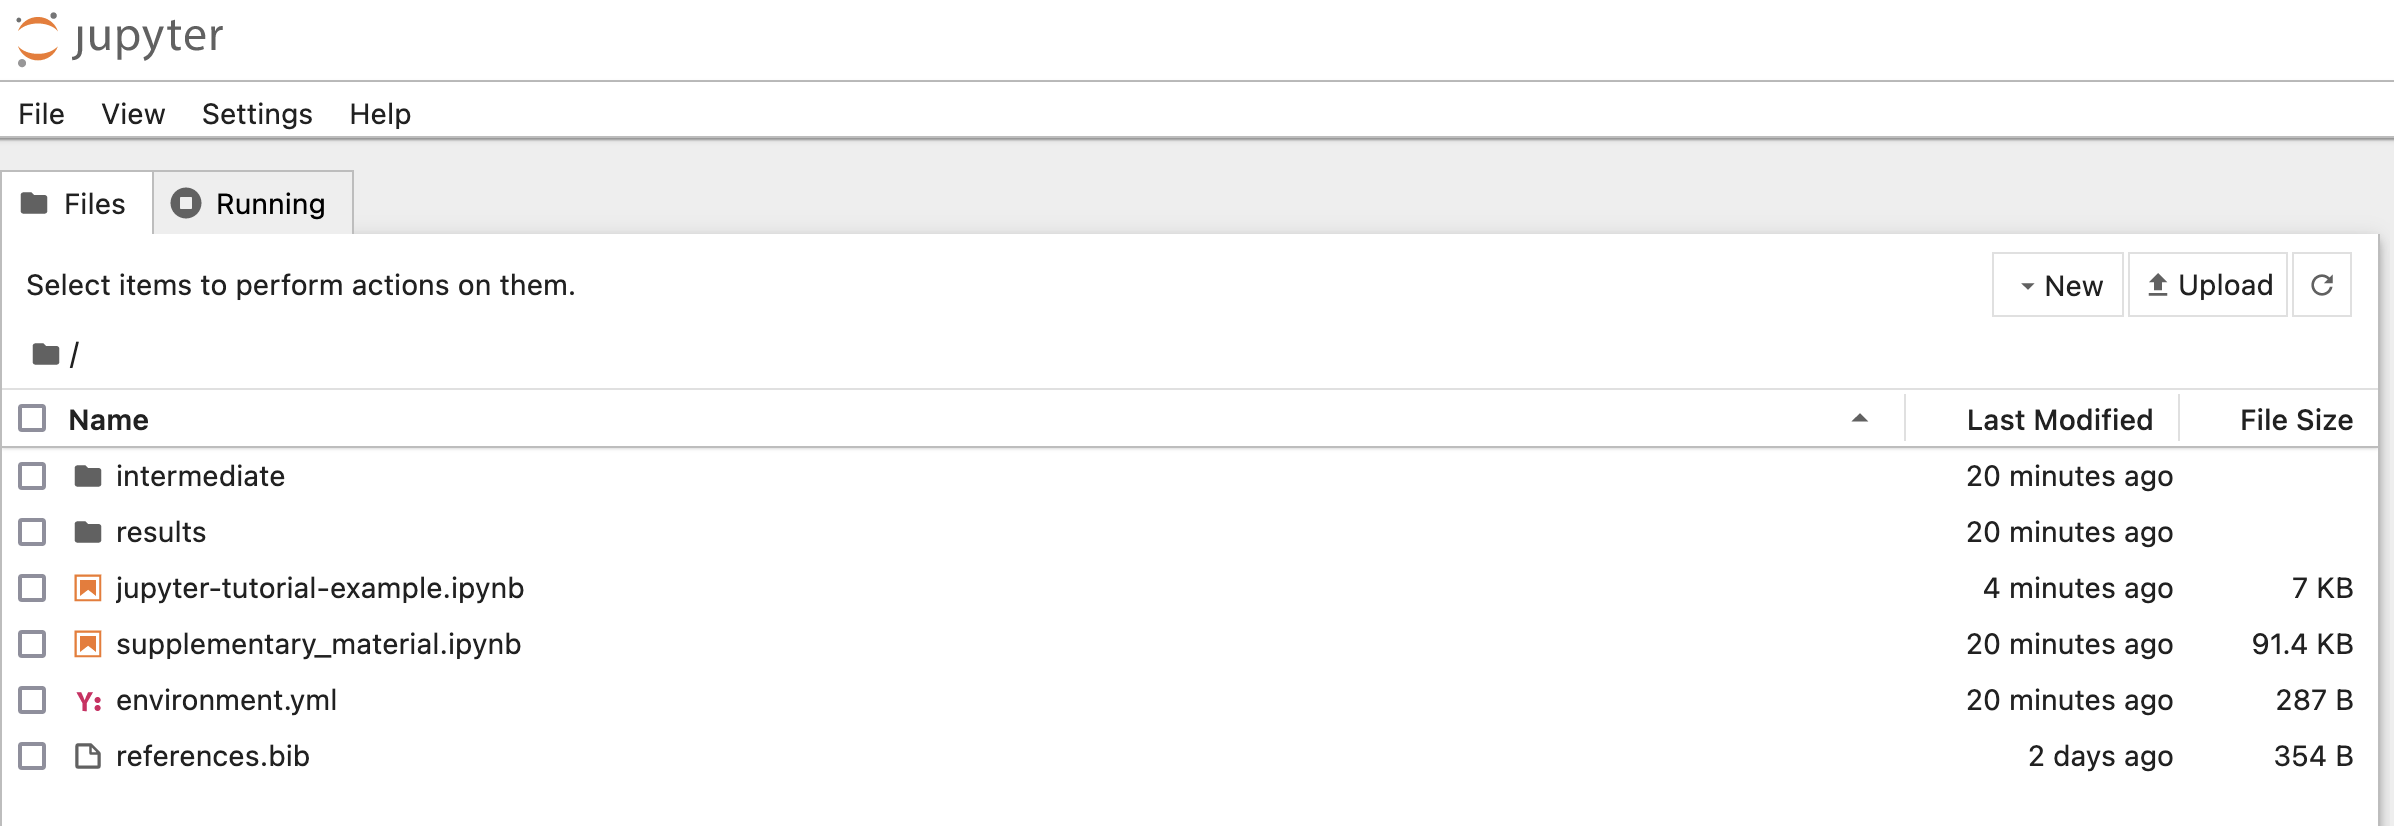 jupyter
File View Settings Help
Files Running
Select items to perform actions on them.
New Upload
/
Name Last Modified File Size
intermediate 20 minutes ago
results 20 minutes ago
jupyter-tutorial-example.ipynb 4 minutes ago 7 KB
supplementary_material.ipynb 20 minutes ago 91.4 KB
Y: environment.yml 20 minutes ago 287 B
references.bib 2 days ago 354 B